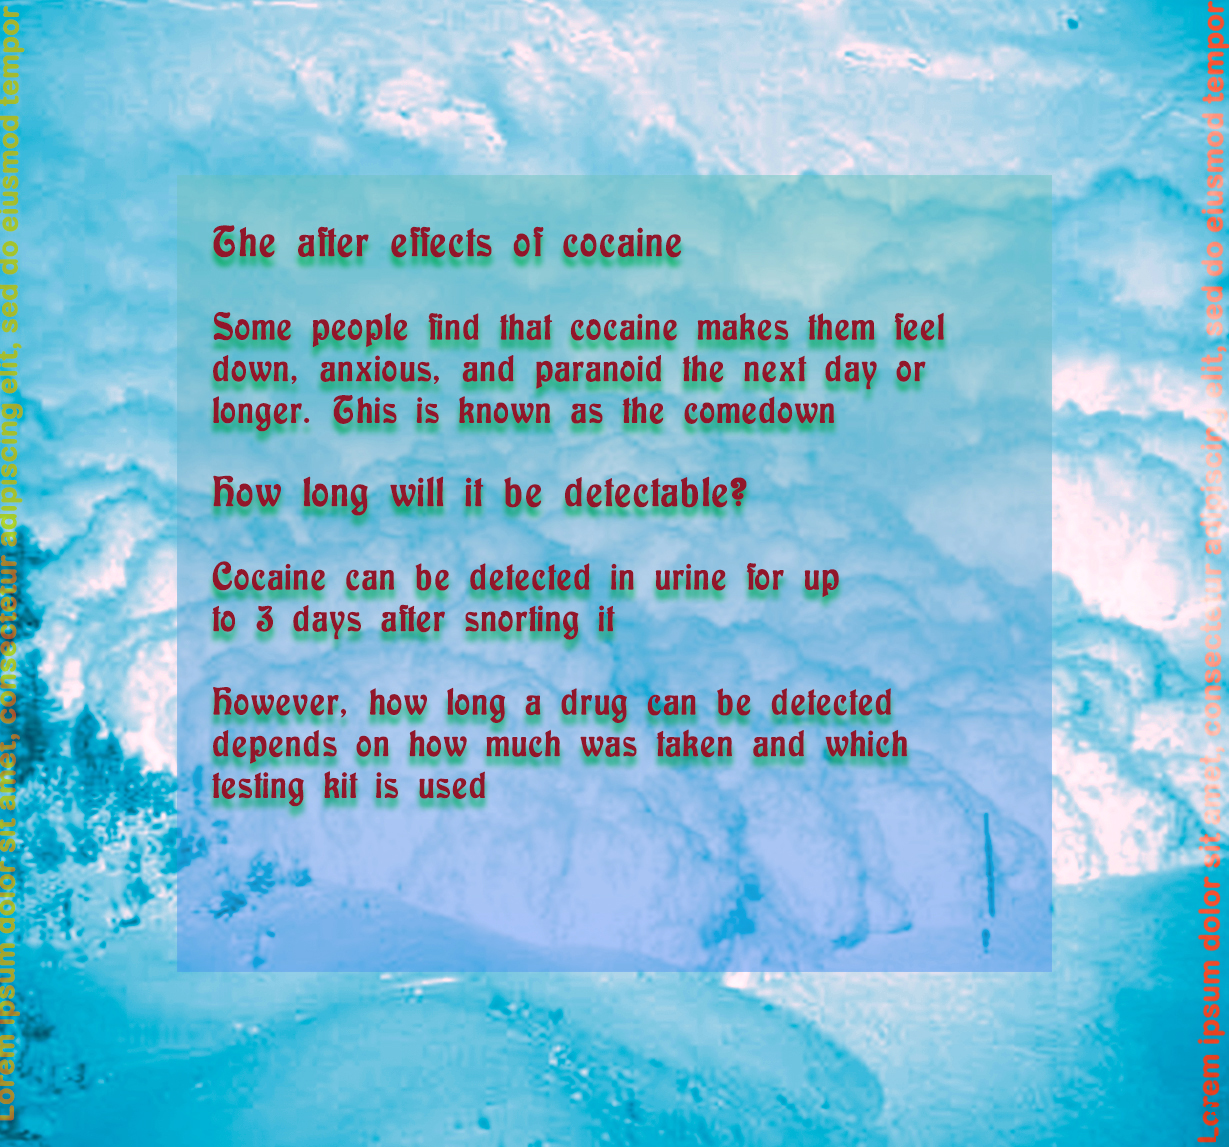 The after effects of cocaine
Some people find that cocaine makes them feel
down, anxious, and paranoid the next day or
longer. This is known as the comedown
How long will it be detectable?
Cocaine can be detected in urine for up
to 3 days after snorting it
However, how long a drug can be detected
depends on how much was taken and which
testing kit is used
Lorem ipsum dolor sit amet, consectetur adipiscing elit, sed do eiusmod tempor
Lorem ipsum dolor sit amet, consectetur adipiscing elit, sed do eiusmod tempor